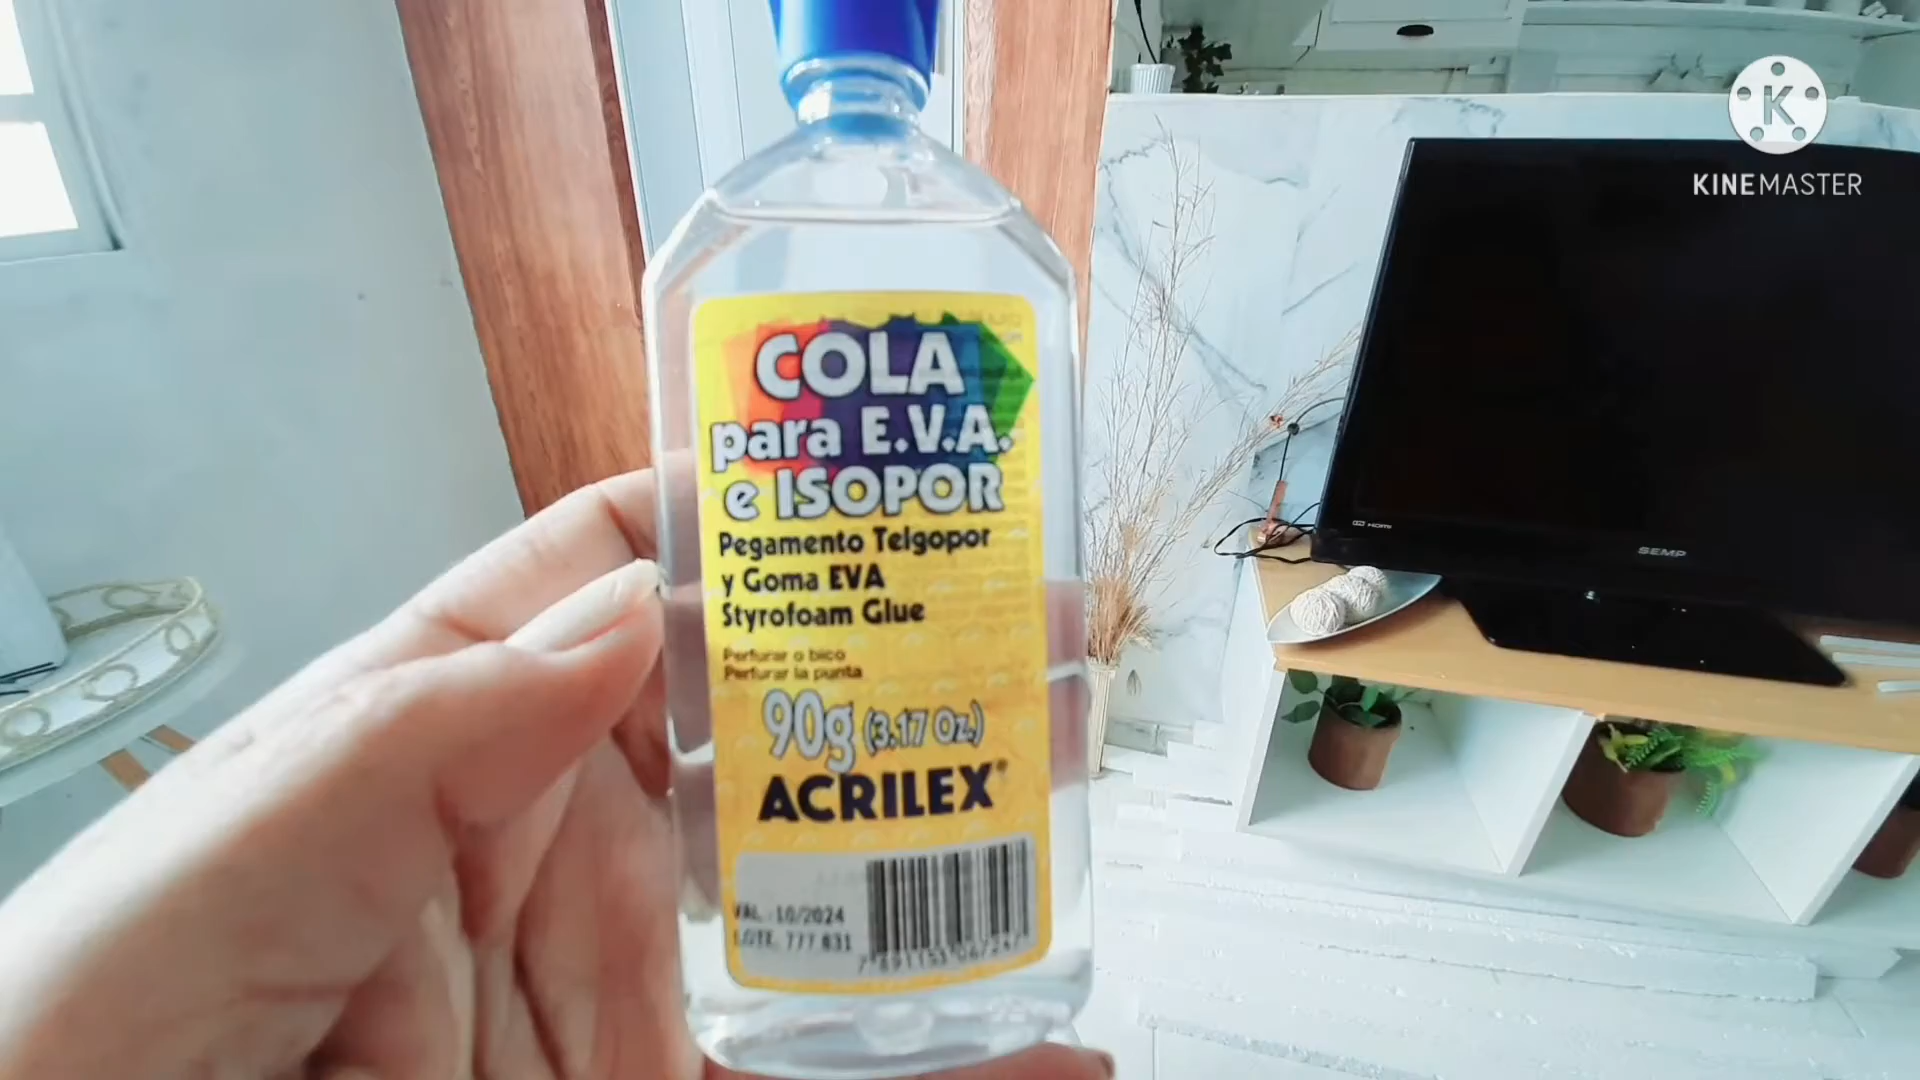 COLA
para E.V.A.
e ISOPOR
Pegamento Telgopor
y Goma EVA
Styrofoam Glue
Perfurar o bico
Perfurar la punta
90g (3.17 Oz.)
ACRILEX®
VAL.: 10/2024
LOTE. 777 831
K
KINEMASTER
HDMI
SEMP